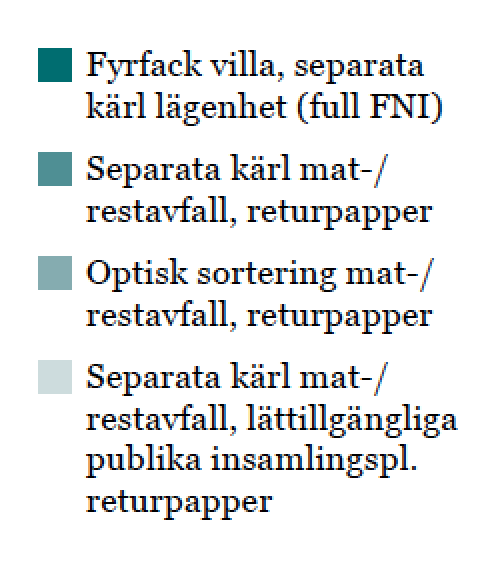 Fyrfack villa, separata
kärl lägenhet (full FNI)
Separata kärl mat-/
restavfall, returpapper
Optisk sortering mat-/
restavfall, returpapper
Separata kärl mat-/
restavfall, lättillgängliga
publika insamlingspl.
returpapper